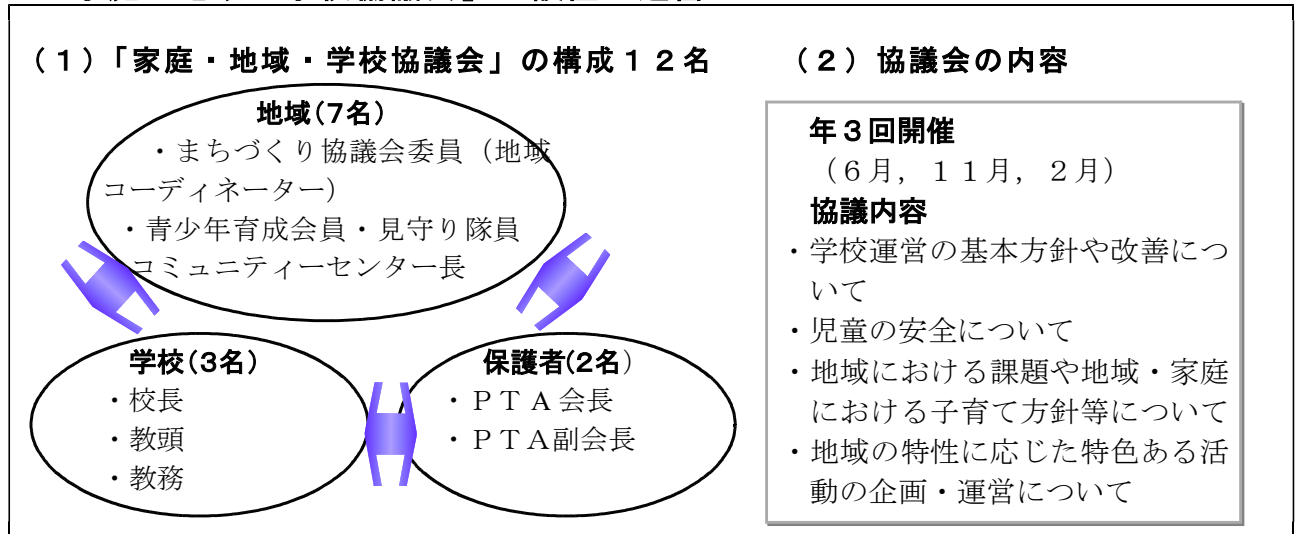 （１）「家庭・地域・学校協議会」の構成１２名
地域(7名)
・まちづくり協議会委員（地域
コーディネーター）
・青少年育成会員・見守り隊員
コミュニティーセンター長
学校(3名)
・校長
・教頭
・教務
保護者(2名)
・ＰＴＡ会長
・ＰＴＡ副会長
（２）協議会の内容
年３回開催
（６月，１１月，２月）
協議内容
・学校運営の基本方針や改善につ
いて
・児童の安全について
・地域における課題や地域・家庭
における子育て方針等について
・地域の特性に応じた特色ある活
動の企画・運営について